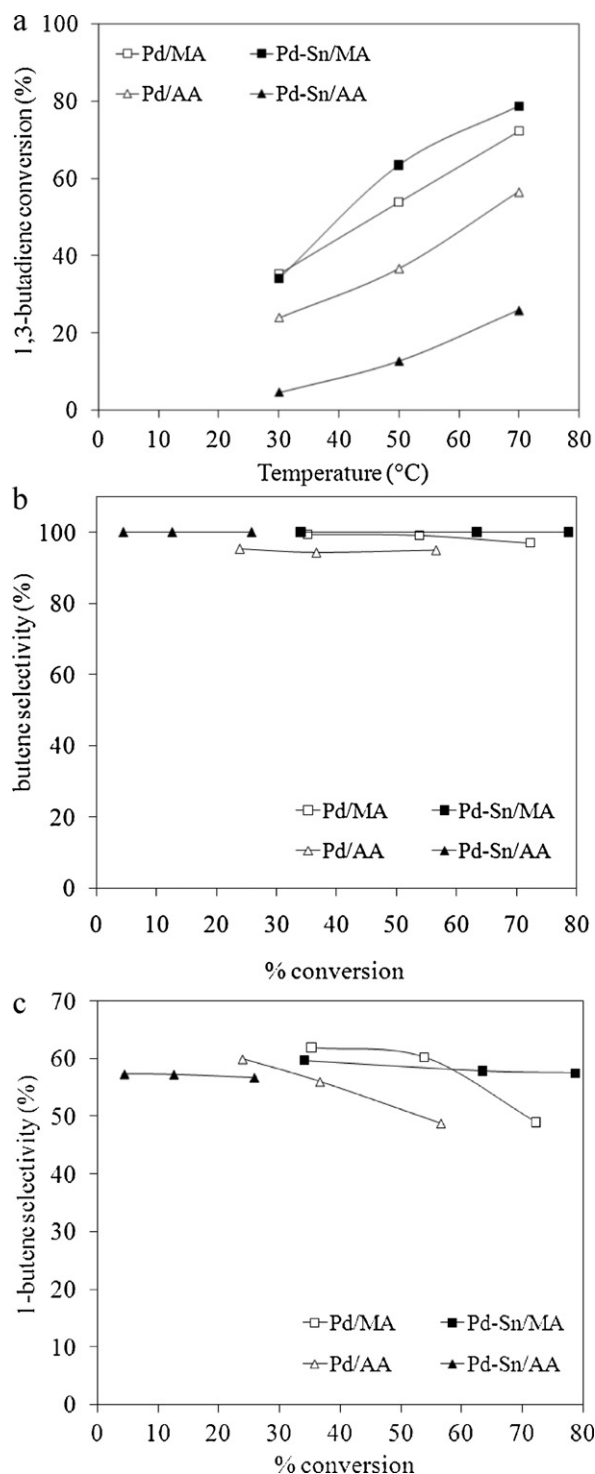 a
100
80
60
40
20
0
1,3-butadiene conversion (%)
Pd/MA Pd-Sn/MA
Pd/AA Pd-Sn/AA
0 10 20 30 40 50 60 70 80
Temperature (°C)
b
100
80
60
40
20
0
butene selectivity (%)
Pd/MA Pd-Sn/MA
Pd/AA Pd-Sn/AA
0 10 20 30 40 50 60 70 80
% conversion
c
70
60
50
40
30
20
10
0
1-butene selectivity (%)
Pd/MA Pd-Sn/MA
Pd/AA Pd-Sn/AA
0 10 20 30 40 50 60 70 80
% conversion